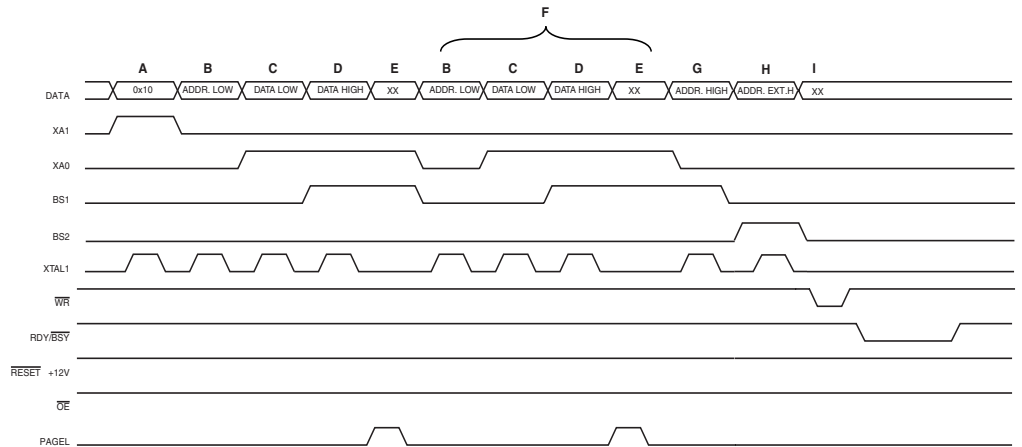 F
A B C D E B C D E G H I
DATA 0x10 ADDR. LOW DATA LOW DATA HIGH XX ADDR. LOW DATA LOW DATA HIGH XX ADDR. HIGH ADDR. EXT.H XX
XA1
XA0
BS1
BS2
XTAL1
WR
RDY/BSY
RESET +12V
OE
PAGEL